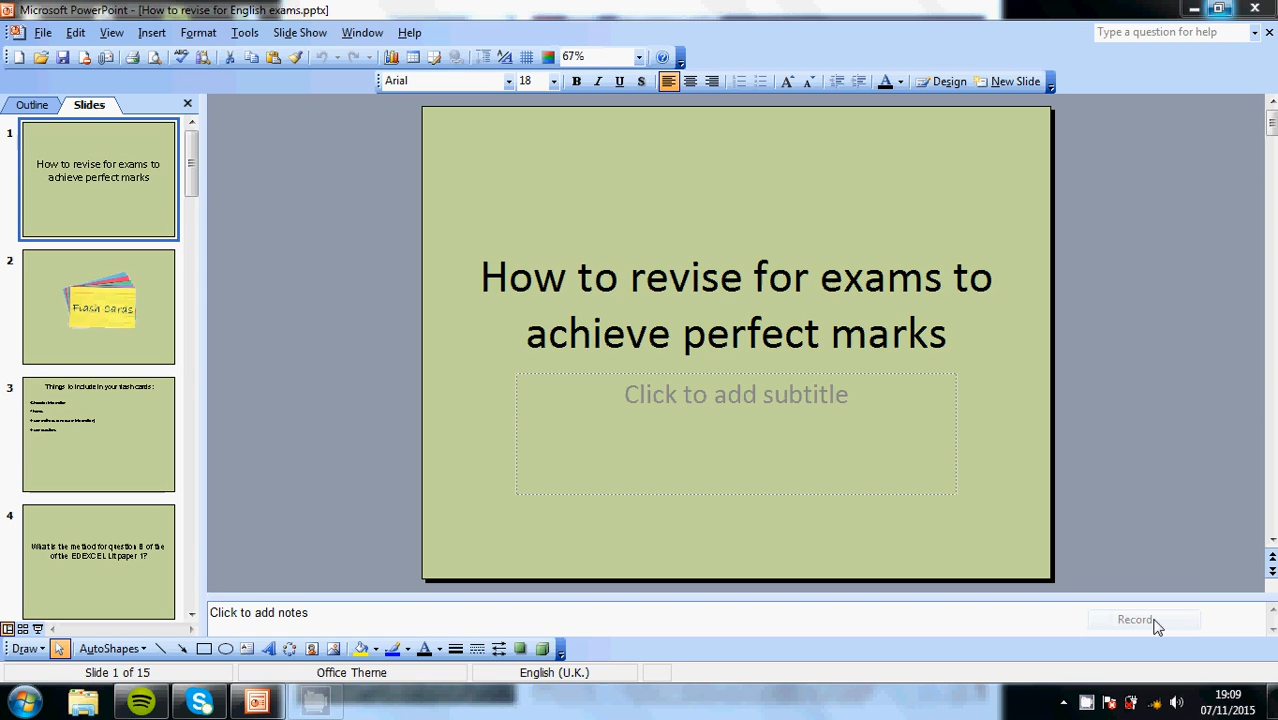 Microsoft PowerPoint - [How to revise for English exams.pptx]
File Edit View Insert Format Tools Slide Show Window Help
Type a question for help
67%
Arial 18 B I U S Design New Slide
Outline Slides
1
How to revise for exams to
achieve perfect marks
2
Flash Cards
3
Things to include in your flash cards:
4
What is the method for question B of the
of the EDEXCEL Lit paper 1?
How to revise for exams to
achieve perfect marks
Click to add subtitle
Click to add notes
Record
Draw AutoShapes
Slide 1 of 15 Office Theme English (U.K.)
19:09
07/11/2015